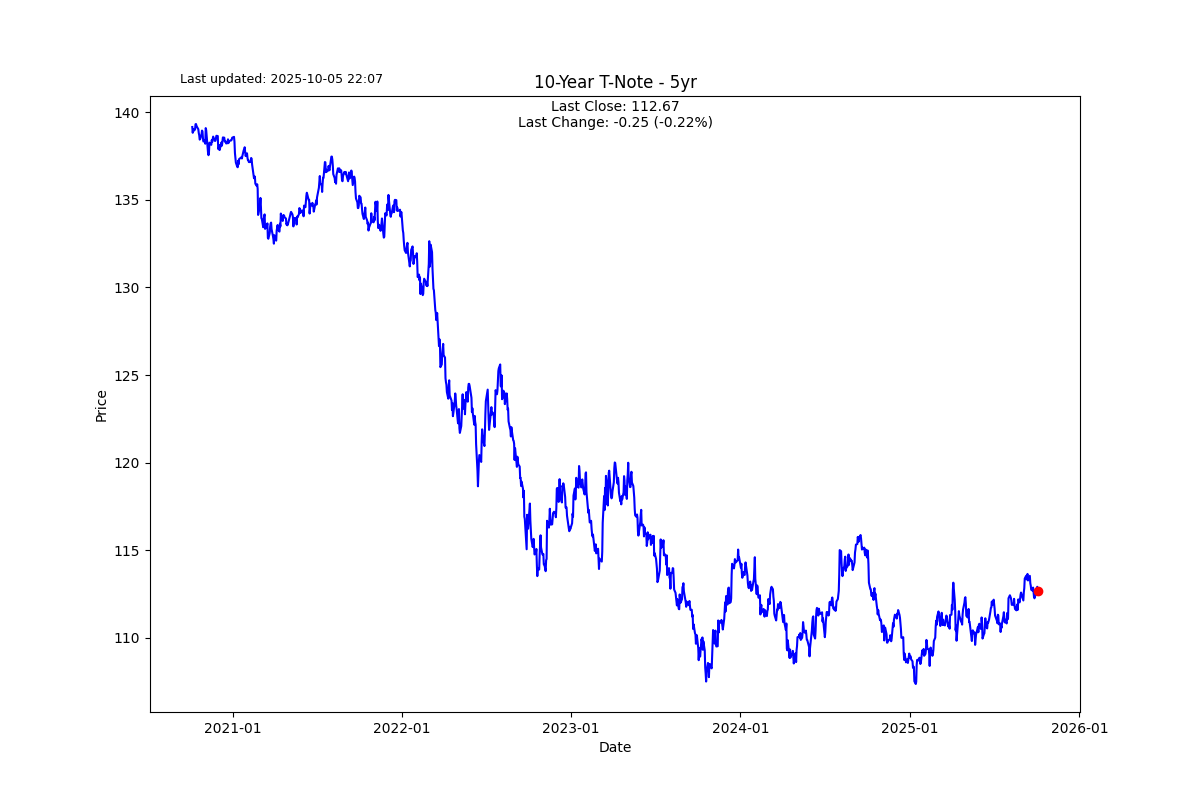 Last updated: 2025-10-05 22:07
10-Year T-Note - 5yr
Last Close: 112.67
Last Change: -0.25 (-0.22%)
Price
140
135
130
125
120
115
110
2021-01
2022-01
2023-01
2024-01
2025-01
2026-01
Date